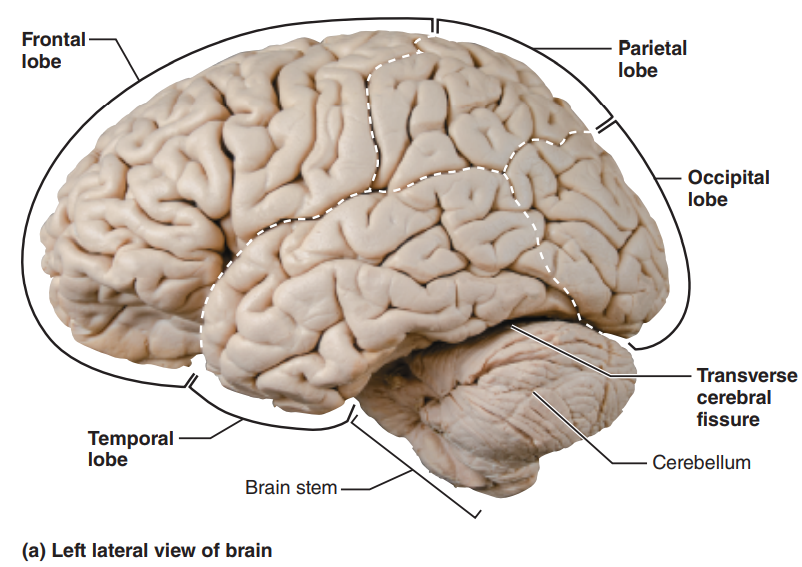 Frontal
lobe
Parietal
lobe
Occipital
lobe
Transverse
cerebral
fissure
Cerebellum
Temporal
lobe
Brain stem
(a) Left lateral view of brain